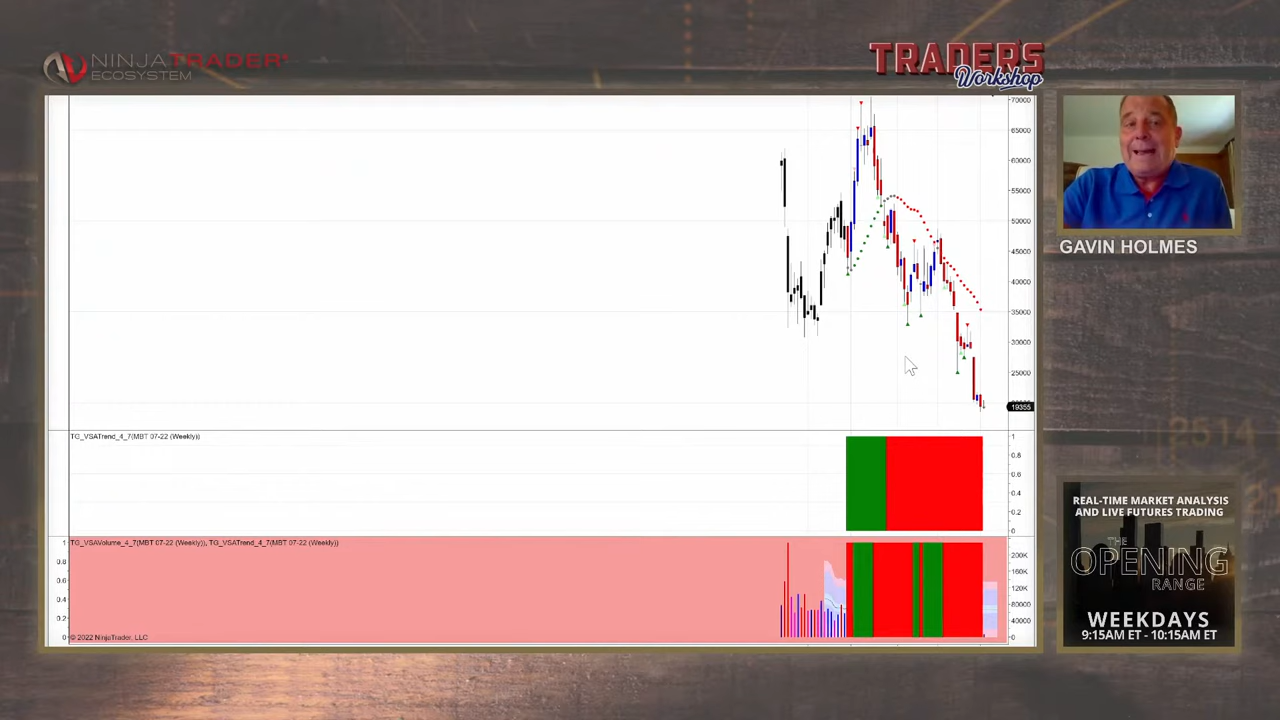 NINJATRADER®
ECOSYSTEM
TRADER'S
Workshop
70000
65000
60000
55000
50000
45000
40000
35000
30000
25000
19355
GAVIN HOLMES
TG_VSATrend_4_7(MBT 07-22 (Weekly))
1
0.8
0.6
0.4
0.2
0
TG_VSAVolume_4_7(MBT 07-22 (Weekly)), TG_VSATrend_4_7(MBT 07-22 (Weekly))
1
0.8
0.6
0.4
0.2
0
200K
160K
120K
80000
40000
0
© 2022 NinjaTrader, LLC
REAL-TIME MARKET ANALYSIS
AND LIVE FUTURES TRADING
THE
OPENING
RANGE
WEEKDAYS
9:15AM ET - 10:15AM ET
2514